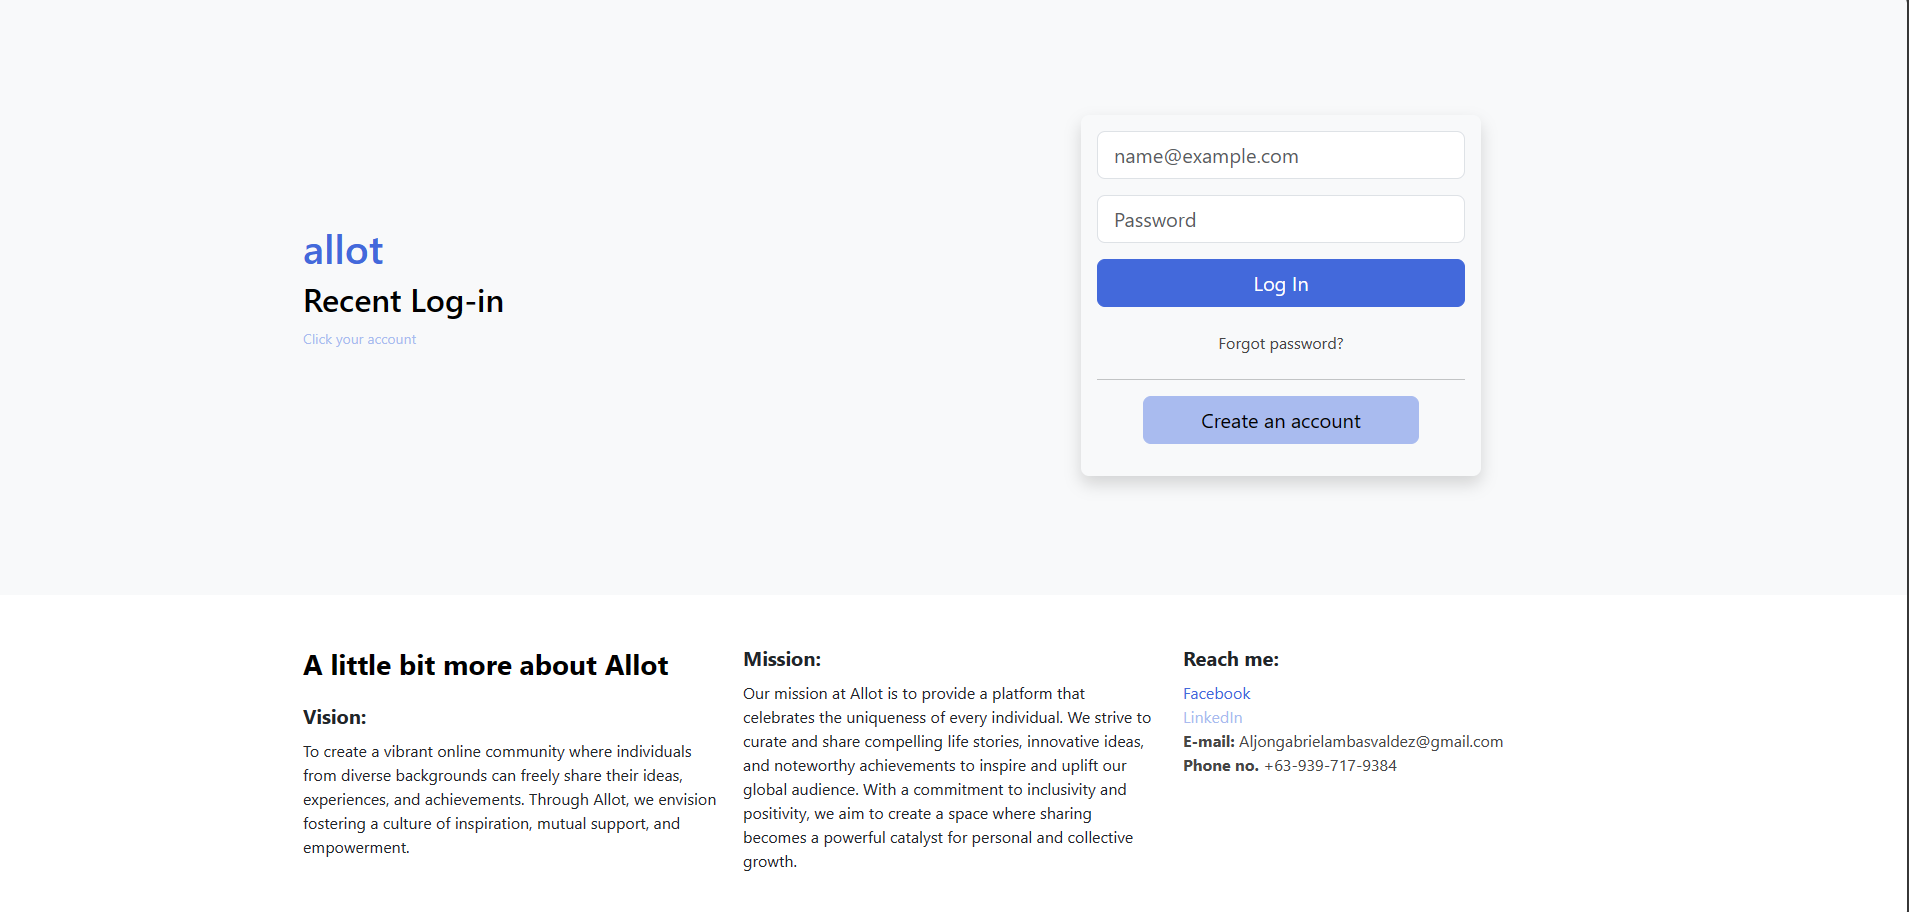 allot
Recent Log-in
Click your account
name@example.com
Password
Log In
Forgot password?
Create an account
A little bit more about Allot
Vision:
To create a vibrant online community where individuals
from diverse backgrounds can freely share their ideas,
experiences, and achievements. Through Allot, we envision
fostering a culture of inspiration, mutual support, and
empowerment.
Mission:
Our mission at Allot is to provide a platform that
celebrates the uniqueness of every individual. We strive to
curate and share compelling life stories, innovative ideas,
and noteworthy achievements to inspire and uplift our
global audience. With a commitment to inclusivity and
positivity, we aim to create a space where sharing
becomes a powerful catalyst for personal and collective
growth.
Reach me:
Facebook
LinkedIn
E-mail: Aljongabrielambasvaldez@gmail.com
Phone no. +63-939-717-9384